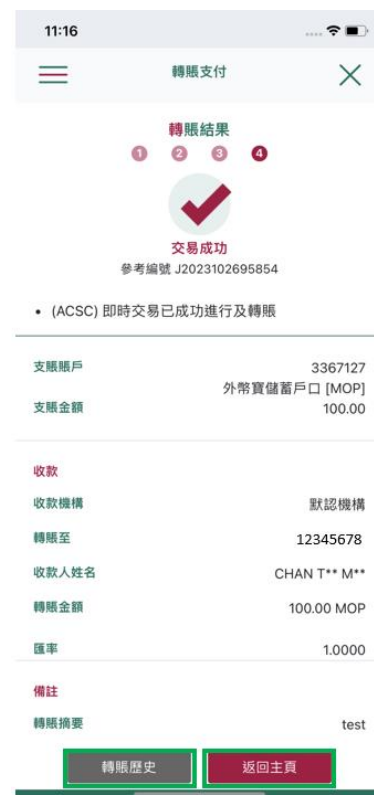 11:16
轉賬支付
轉賬結果
1 2 3 4
交易成功
參考編號 J2023102695854
• (ACSC) 即時交易已成功進行及轉賬
支賬賬戶 3367127
外幣寶儲蓄戶口 [MOP]
支賬金額 100.00
收款
收款機構 默認機構
轉賬至 12345678
收款人姓名 CHAN T** M**
轉賬金額 100.00 MOP
匯率 1.0000
備註
轉賬摘要 test
轉賬歷史 返回主頁